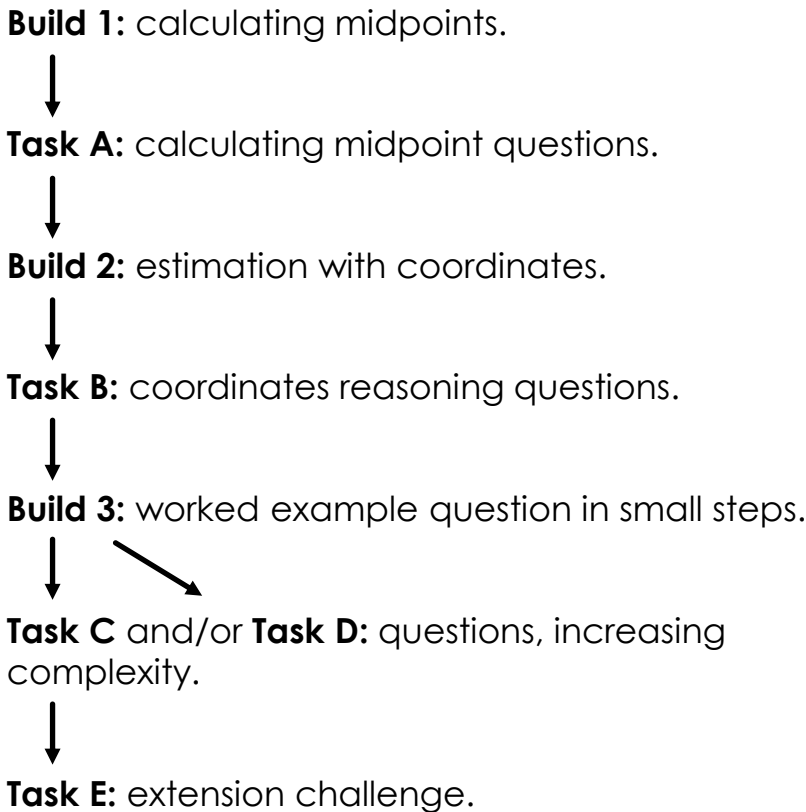 Build 1: calculating midpoints.
Task A: calculating midpoint questions.
Build 2: estimation with coordinates.
Task B: coordinates reasoning questions.
Build 3: worked example question in small steps.
Task C and/or Task D: questions, increasing
complexity.
Task E: extension challenge.